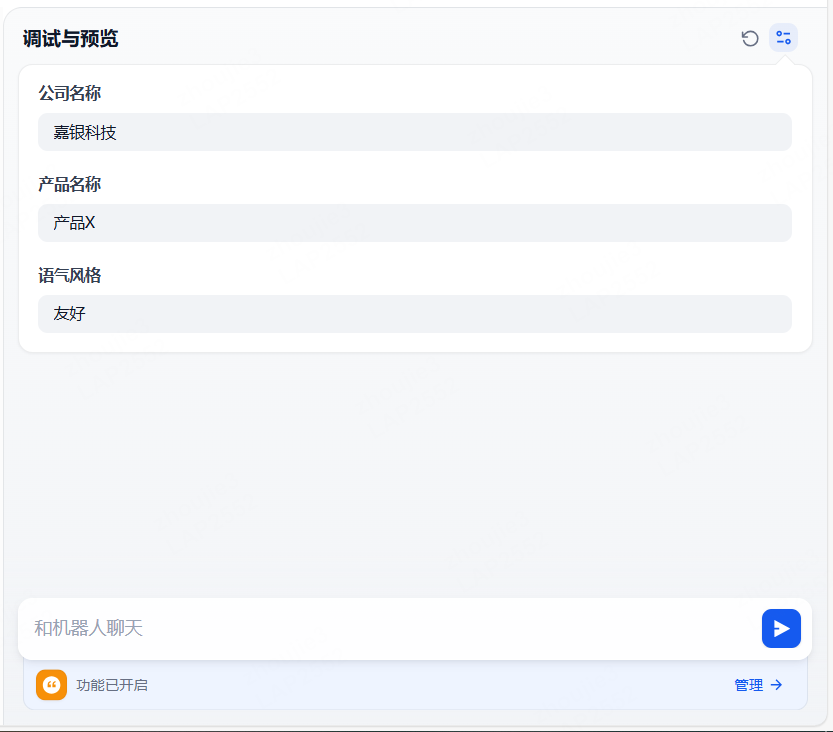 调试与预览
公司名称
嘉银科技
产品名称
产品X
语气风格
友好
和机器人聊天
功能已开启
管理 →